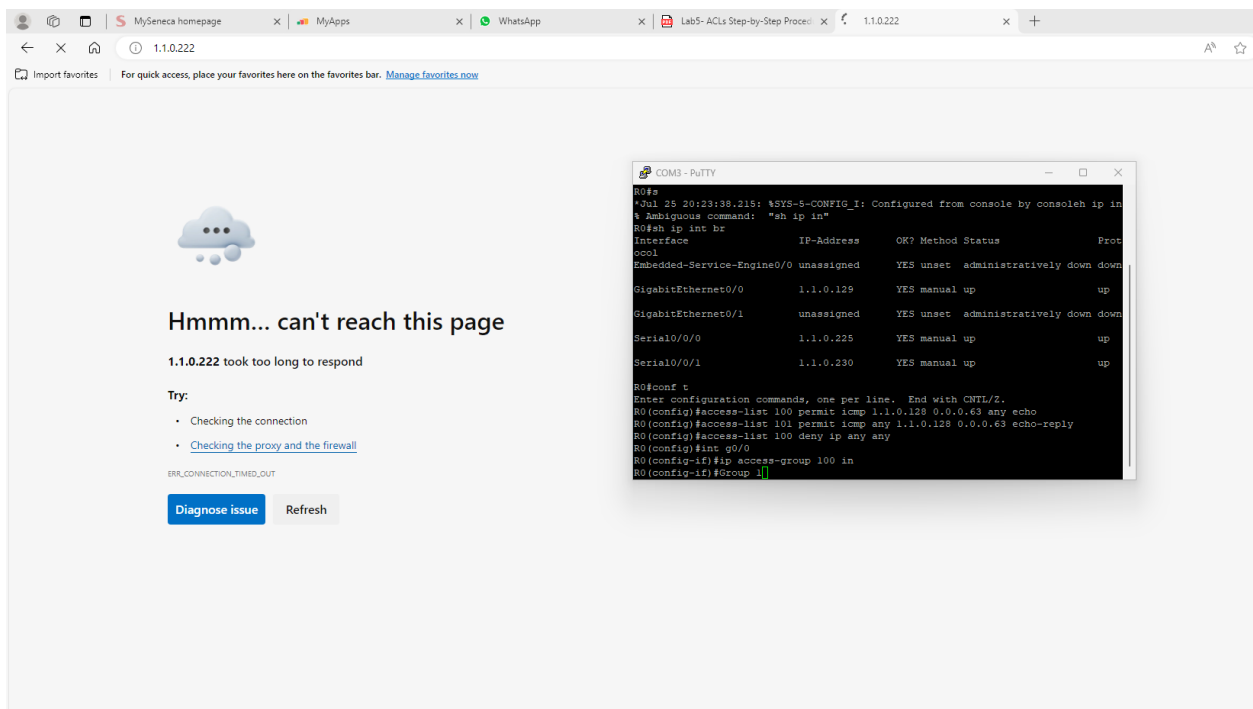 MySeneca homepage
MyApps
WhatsApp
Lab5- ACLs Step-by-Step Proced
1.1.0.222
1.1.0.222
Import favorites
For quick access, place your favorites here on the favorites bar. Manage favorites now
Hmmm… can't reach this page
1.1.0.222 took too long to respond
Try:
• Checking the connection
• Checking the proxy and the firewall
ERR_CONNECTION_TIMED_OUT
Diagnose issue
Refresh
COM3 - PuTTY
R0#s
*Jul 25 20:23:38.215: %SYS-5-CONFIG_I: Configured from console by consoleh ip in
% Ambiguous command:  "sh ip in"
R0#sh ip int br
Interface                  IP-Address      OK? Method Status                Prot
ocol
Embedded-Service-Engine0/0 unassigned      YES unset  administratively down down
GigabitEthernet0/0         1.1.0.129       YES manual up                    up
GigabitEthernet0/1         unassigned      YES unset  administratively down down
Serial0/0/0                1.1.0.225       YES manual up                    up
Serial0/0/1                1.1.0.230       YES manual up                    up
R0#conf t
Enter configuration commands, one per line.  End with CNTL/Z.
R0(config)#access-list 100 permit icmp 1.1.0.128 0.0.0.63 any echo
R0(config)#access-list 101 permit icmp any 1.1.0.128 0.0.0.63 echo-reply
R0(config)#access-list 100 deny ip any any
R0(config)#int g0/0
R0(config-if)#ip access-group 100 in
R0(config-if)#Group 1